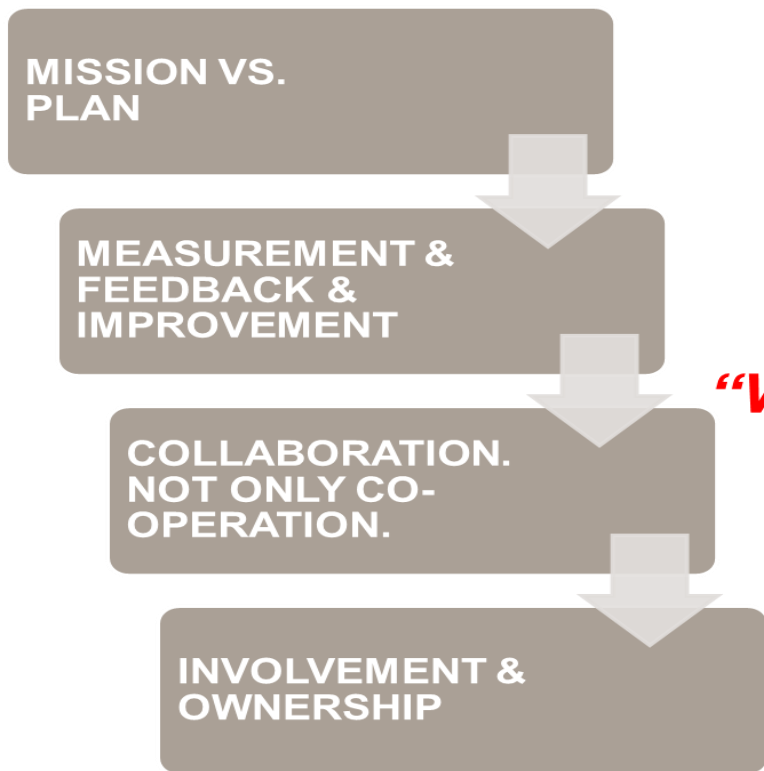 MISSION VS.
PLAN
MEASUREMENT &
FEEDBACK &
IMPROVEMENT
COLLABORATION.
NOT ONLY CO-
OPERATION.
INVOLVEMENT &
OWNERSHIP